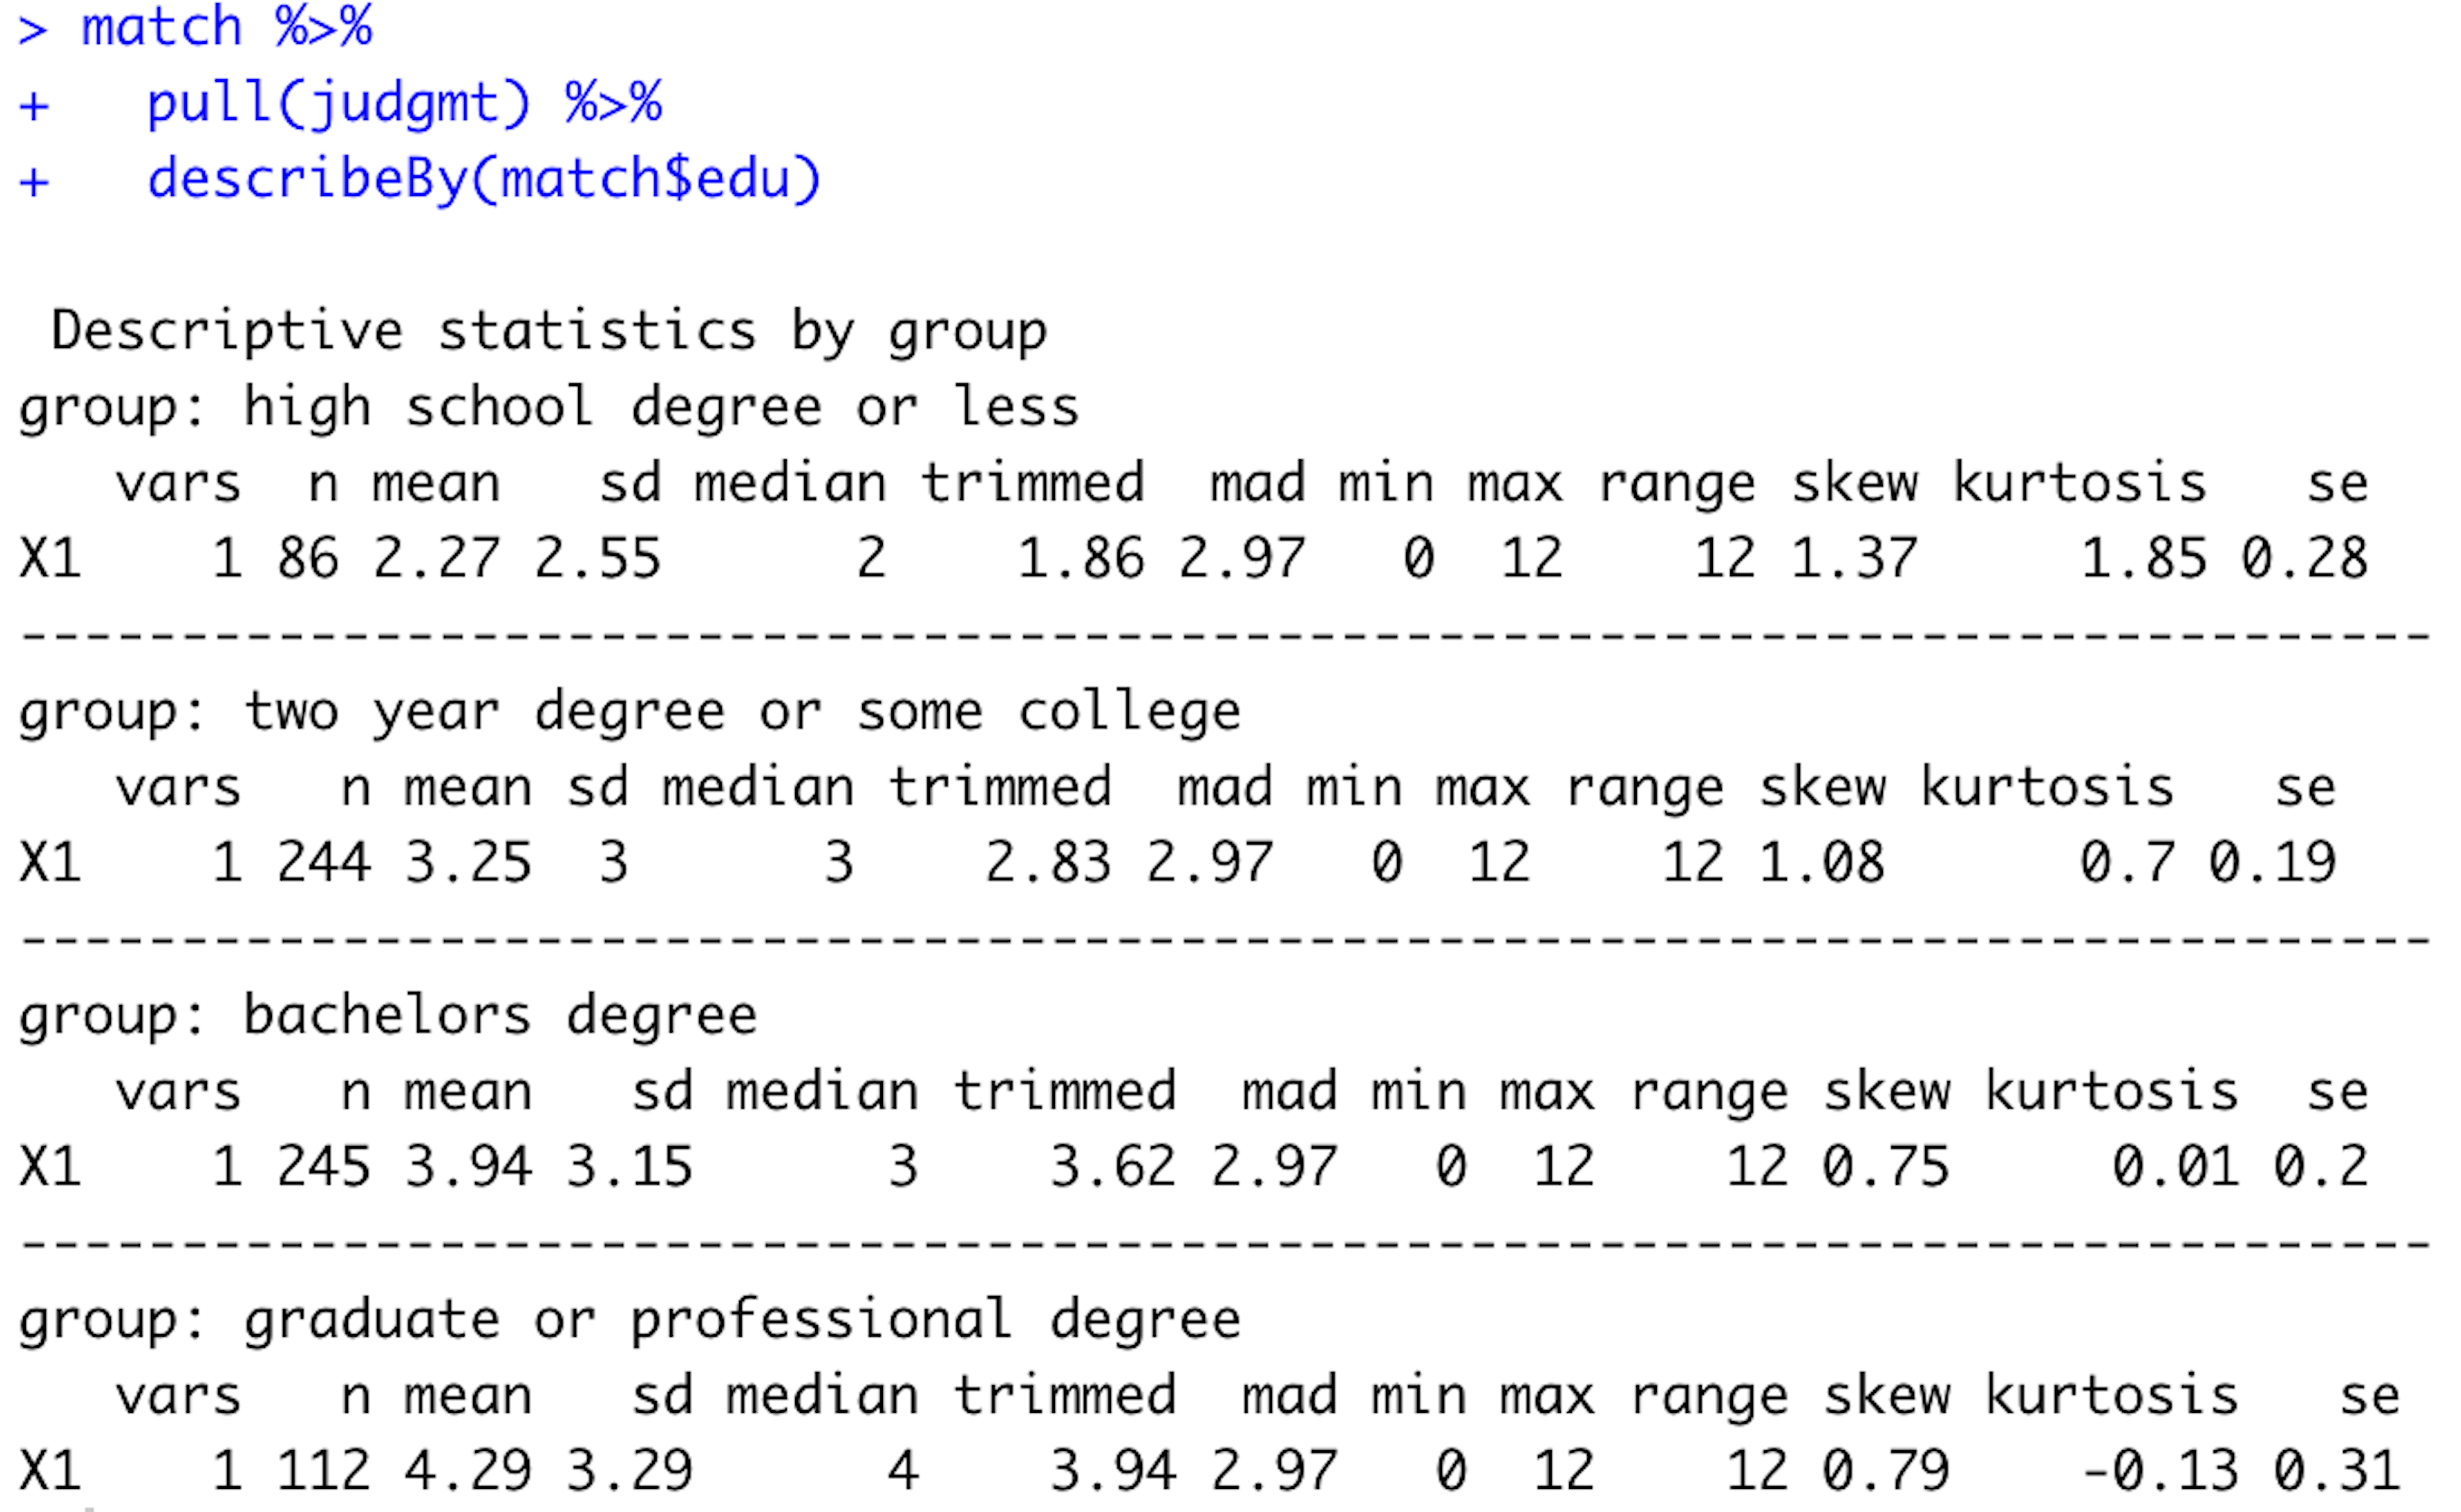 > match %>%
+   pull(judgmt) %>%
+   describeBy(match$edu)

 Descriptive statistics by group
group: high school degree or less
   vars  n mean   sd median trimmed  mad min max range skew kurtosis   se
X1    1 86 2.27 2.55      2    1.86 2.97   0  12    12 1.37     1.85 0.28
---------------------------------------------------------------------------
group: two year degree or some college
   vars   n mean sd median trimmed  mad min max range skew kurtosis   se
X1    1 244 3.25  3      3    2.83 2.97   0  12    12 1.08      0.7 0.19
---------------------------------------------------------------------------
group: bachelors degree
   vars   n mean   sd median trimmed  mad min max range skew kurtosis  se
X1    1 245 3.94 3.15      3    3.62 2.97   0  12    12 0.75     0.01 0.2
---------------------------------------------------------------------------
group: graduate or professional degree
   vars   n mean   sd median trimmed  mad min max range skew kurtosis   se
X1    1 112 4.29 3.29      4    3.94 2.97   0  12    12 0.79    -0.13 0.31